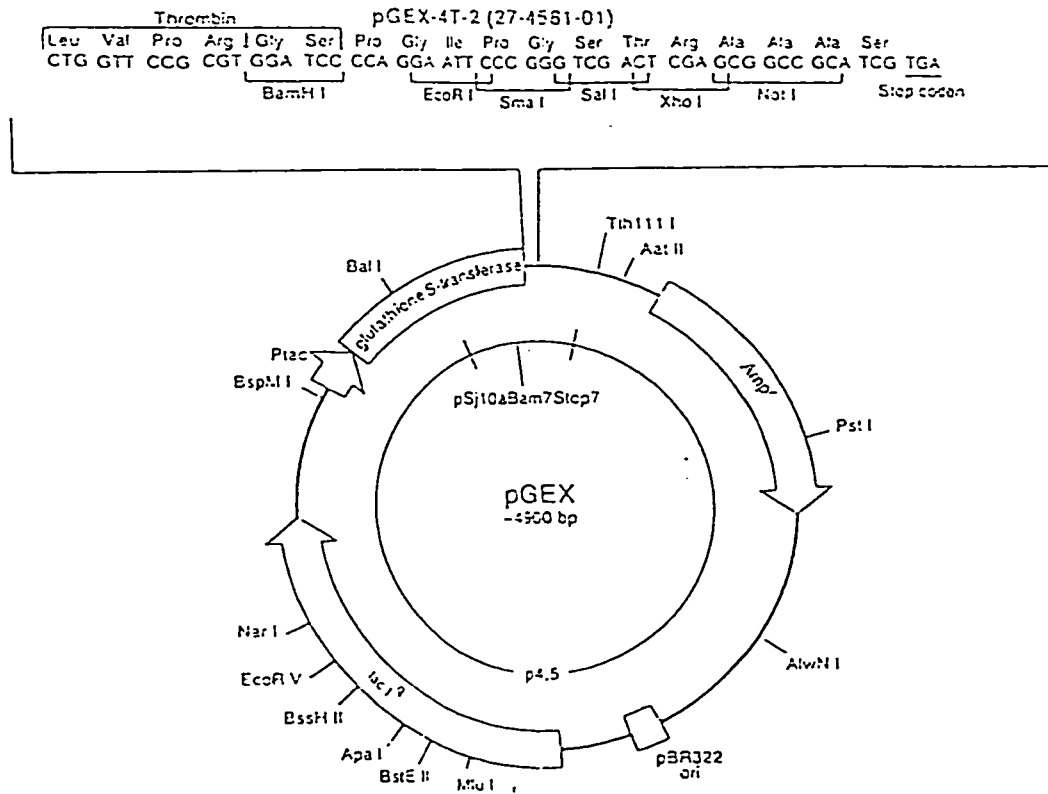 Thrombin
pGEX-4T-2 (27-4581-01)
Leu Val Pro Arg Gly Ser Pro Gly Ile Pro Gly Ser Thr Arg Ala Ala Ala Ser
CTG GTT CCG CGT GGA TCC CCA GGA ATT CCC GGG TCG ACT CGA GCG GCC GCA TCG TGA
BamH I EcoR I Sma I Sal I Xho I Not I Stop codon
Tth111 I
Aat II
Bal I
glutathione S-transferase
Ptac
BspM I
pSj10ΔBam7Stop7
Ampr
Pst I
pGEX
~4900 bp
Nar I
EcoR V
BssH II
Apa I
BstE II
Mlu I
lac Iq
p4.5
AlwN I
pBR322
ori